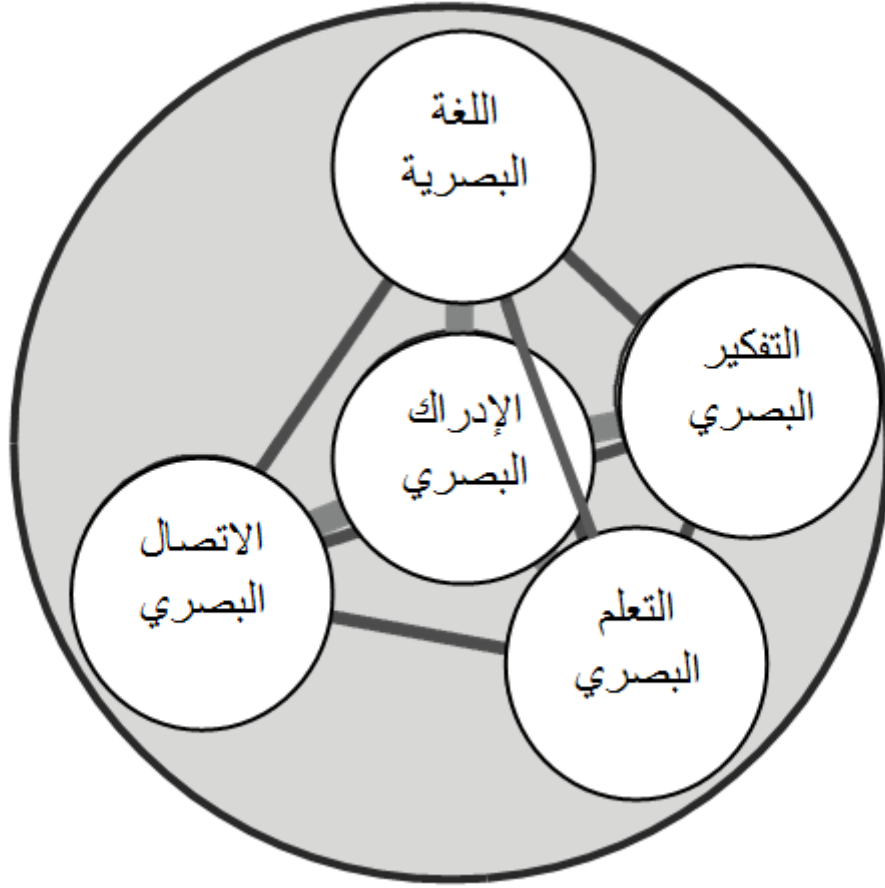 اللغة
البصرية
التفكير
البصري
الإدراك
البصري
الاتصال
البصري
التعلم
البصري